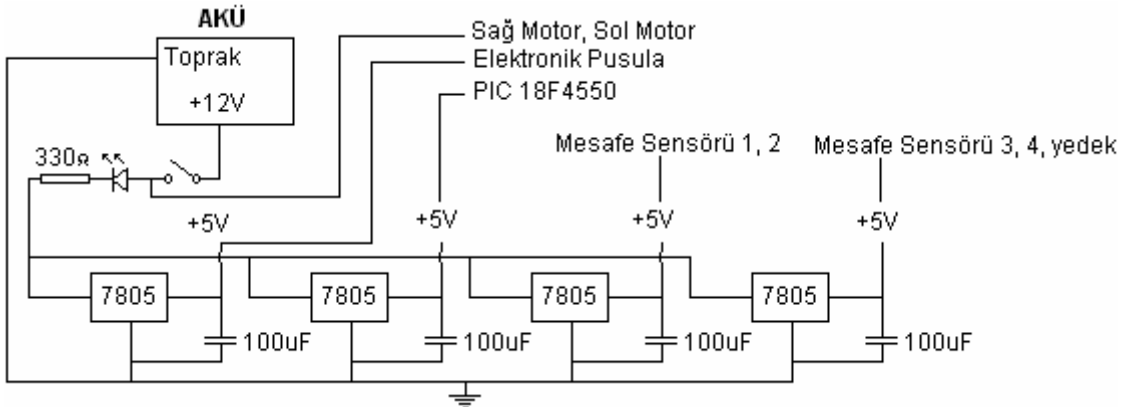 AKÜ
Toprak
+12V
Sağ Motor, Sol Motor
Elektronik Pusula
PIC 18F4550
330Ω
Mesafe Sensörü 1, 2
Mesafe Sensörü 3, 4, yedek
+5V
+5V
+5V
+5V
7805
7805
7805
7805
100uF
100uF
100uF
100uF